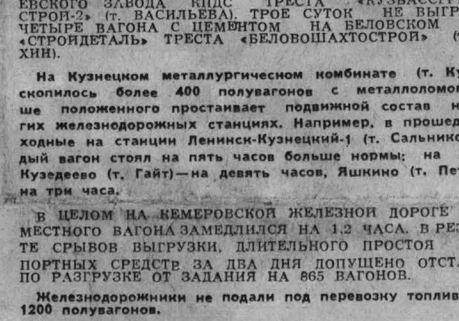 ЕВСКОГО ЗАВОДА КПДС ТРЕСТА
СТРОЙ-2» (т. ВАСИЛЬЕВА). ТРОЕ СУТОК НЕ ВЫГР
ЧЕТЫРЕ ВАГОНА С ЦЕМЕНТОМ НА БЕЛОВСКОМ
«СТРОЙДЕТАЛЬ» ТРЕСТА «БЕЛОВОШАХТОСТРОЙ» (
ХИИ).
На Кузнецком металлургическом комбинате (т. Ку
скопилось более 400 полувагонов с металлоломом
ше положенного простаивает подвижной состав н
гих железнодорожных станциях. Например, в прошед
ходные на станции Ленинск-Кузнецкий-1 (т. Сальнико
дый вагон стоял на пять часов больше нормы; на
Кузедеево (т. Гайт)—на девять часов, Яшкино (т. Пе
на три часа.
В ЦЕЛОМ НА КЕМЕРОВСКОЙ ЖЕЛЕЗНОЙ ДОРОГЕ
МЕСТНОГО ВАГОНА ЗАМЕДЛИЛСЯ НА 1,2 ЧАСА. В РЕЗ
ТЕ СРЫВОВ ВЫГРУЗКИ, ДЛИТЕЛЬНОГО ПРОСТОЯ
ПОРТНЫХ СРЕДСТВ ЗА ДВА ДНЯ ДОПУЩЕНО ОТСТ
ПО РАЗГРУЗКЕ ОТ ЗАДАНИЯ НА 865 ВАГОНОВ.
Железнодорожники не подали под перевозку топлив
1200 полувагонов.